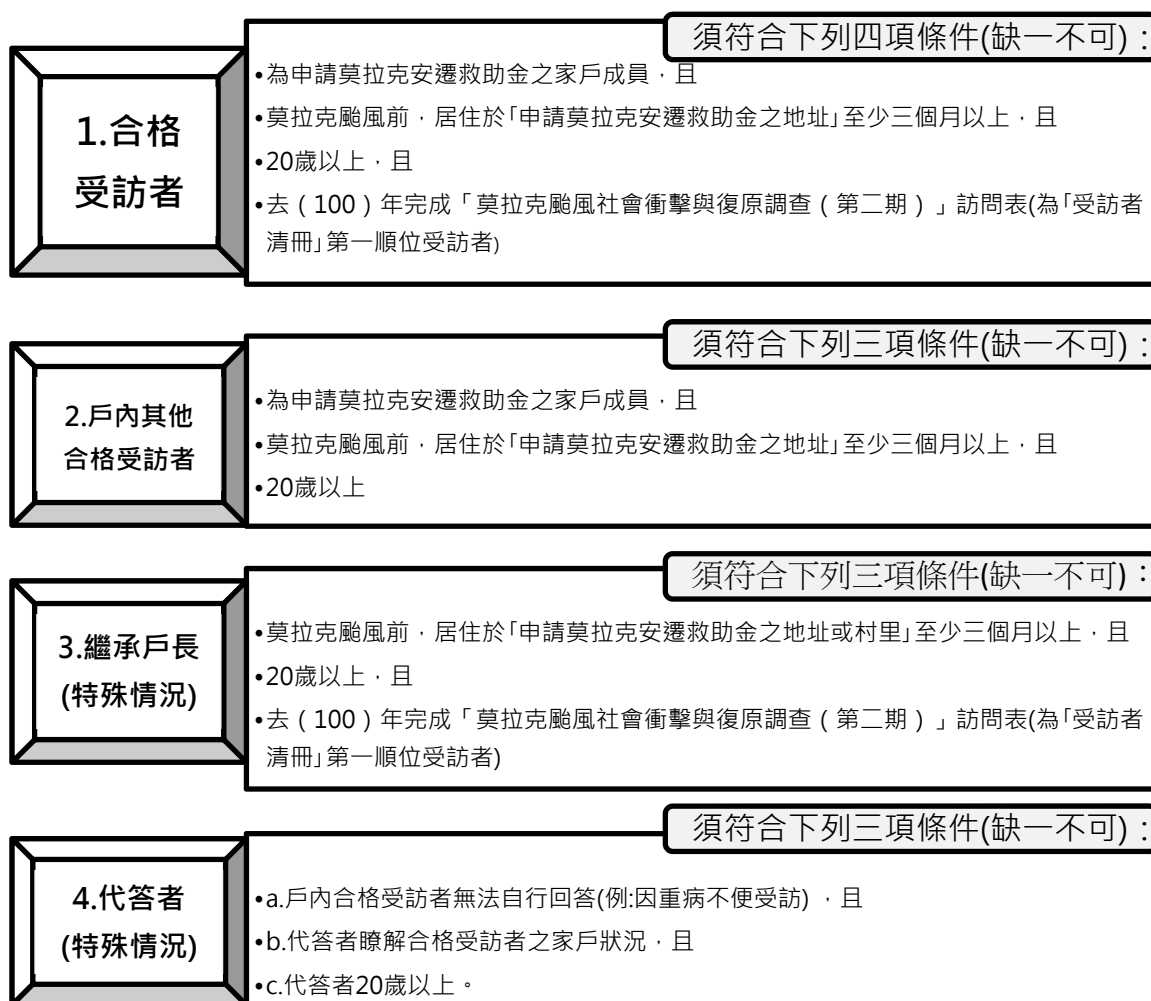 須符合下列四項條件(缺一不可)：
1.合格
受訪者
•為申請莫拉克安遷救助金之家戶成員，且
•莫拉克颱風前，居住於「申請莫拉克安遷救助金之地址」至少三個月以上，且
•20歲以上，且
•去（100）年完成「莫拉克颱風社會衝擊與復原調查（第二期）」訪問表(為「受訪者
清冊」第一順位受訪者)
須符合下列三項條件(缺一不可)：
2.戶內其他
合格受訪者
•為申請莫拉克安遷救助金之家戶成員，且
•莫拉克颱風前，居住於「申請莫拉克安遷救助金之地址」至少三個月以上，且
•20歲以上
須符合下列三項條件(缺一不可)：
3.繼承戶長
(特殊情況)
•莫拉克颱風前，居住於「申請莫拉克安遷救助金之地址或村里」至少三個月以上，且
•20歲以上，且
•去（100）年完成「莫拉克颱風社會衝擊與復原調查（第二期）」訪問表(為「受訪者
清冊」第一順位受訪者)
須符合下列三項條件(缺一不可)：
4.代答者
(特殊情況)
•a.戶內合格受訪者無法自行回答(例:因重病不便受訪) ，且
•b.代答者瞭解合格受訪者之家戶狀況，且
•c.代答者20歲以上。